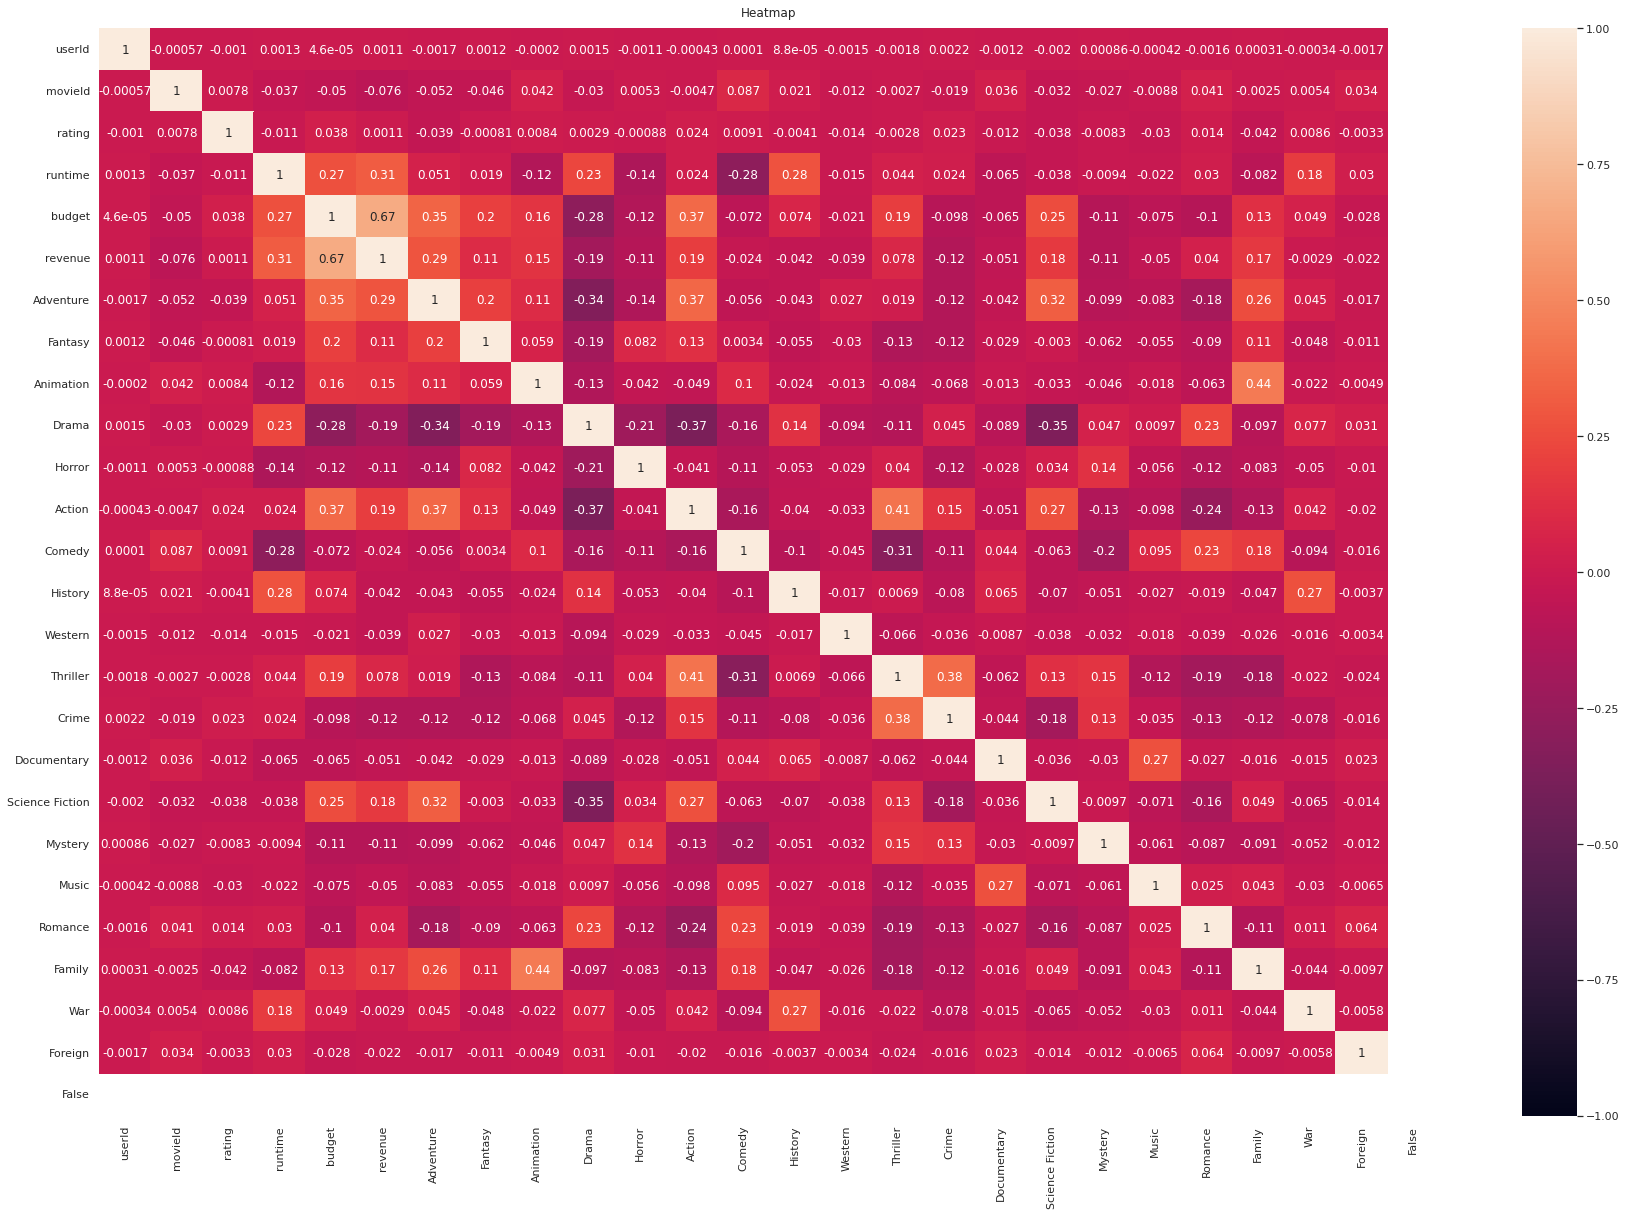 Heatmap
userId 1 -0.00057 -0.001 0.0013 4.6e-05 0.0011 -0.0017 0.0012 -0.0002 0.0015 -0.0011 -0.00043 0.0001 8.8e-05 -0.0015 -0.0018 0.0022 -0.0012 -0.002 0.00086 -0.00042 -0.0016 0.00031 -0.00034 -0.0017
movieId -0.00057 1 0.0078 -0.037 -0.05 -0.076 -0.052 -0.046 0.042 -0.03 0.0053 -0.0047 0.087 0.021 -0.012 -0.0027 -0.019 0.036 -0.032 -0.027 -0.0088 0.041 -0.0025 0.0054 0.034
rating -0.001 0.0078 1 -0.011 0.038 0.0011 -0.039 -0.00081 0.0084 0.0029 -0.00088 0.024 0.0091 -0.0041 -0.014 -0.0028 0.023 -0.012 -0.038 -0.0083 -0.03 0.014 -0.042 0.0086 -0.0033
runtime 0.0013 -0.037 -0.011 1 0.27 0.31 0.051 0.019 -0.12 0.23 -0.14 0.024 -0.28 0.28 -0.015 0.044 0.024 -0.065 -0.038 -0.0094 -0.022 0.03 -0.082 0.18 0.03
budget 4.6e-05 -0.05 0.038 0.27 1 0.67 0.35 0.2 0.16 -0.28 -0.12 0.37 -0.072 0.074 -0.021 0.19 -0.098 -0.065 0.25 -0.11 -0.075 -0.1 0.13 0.049 -0.028
revenue 0.0011 -0.076 0.0011 0.31 0.67 1 0.29 0.11 0.15 -0.19 -0.11 0.19 -0.024 -0.042 -0.039 0.078 -0.12 -0.051 0.18 -0.11 -0.05 0.04 0.17 -0.0029 -0.022
Adventure -0.0017 -0.052 -0.039 0.051 0.35 0.29 1 0.2 0.11 -0.34 -0.14 0.37 -0.056 -0.043 0.027 0.019 -0.12 -0.042 0.32 -0.099 -0.083 -0.18 0.26 0.045 -0.017
Fantasy 0.0012 -0.046 -0.00081 0.019 0.2 0.11 0.2 1 0.059 -0.19 0.082 0.13 0.0034 -0.055 -0.03 -0.13 -0.12 -0.029 -0.003 -0.062 -0.055 -0.09 0.11 -0.048 -0.011
Animation -0.0002 0.042 0.0084 -0.12 0.16 0.15 0.11 0.059 1 -0.13 -0.042 -0.049 0.1 -0.024 -0.013 -0.084 -0.068 -0.013 -0.033 -0.046 -0.018 -0.063 0.44 -0.022 -0.0049
Drama 0.0015 -0.03 0.0029 0.23 -0.28 -0.19 -0.34 -0.19 -0.13 1 -0.21 -0.37 -0.16 0.14 -0.094 -0.11 0.045 -0.089 -0.35 0.047 0.0097 0.23 -0.097 0.077 0.031
Horror -0.0011 0.0053 -0.00088 -0.14 -0.12 -0.11 -0.14 0.082 -0.042 -0.21 1 -0.041 -0.11 -0.053 -0.029 0.04 -0.12 -0.028 0.034 0.14 -0.056 -0.12 -0.083 -0.05 -0.01
Action -0.00043 -0.0047 0.024 0.024 0.37 0.19 0.37 0.13 -0.049 -0.37 -0.041 1 -0.16 -0.04 -0.033 0.41 0.15 -0.051 0.27 -0.13 -0.098 -0.24 -0.13 0.042 -0.02
Comedy 0.0001 0.087 0.0091 -0.28 -0.072 -0.024 -0.056 0.0034 0.1 -0.16 -0.11 -0.16 1 -0.1 -0.045 -0.31 -0.11 0.044 -0.063 -0.2 0.095 0.23 0.18 -0.094 -0.016
History 8.8e-05 0.021 -0.0041 0.28 0.074 -0.042 -0.043 -0.055 -0.024 0.14 -0.053 -0.04 -0.1 1 -0.017 0.0069 -0.08 0.065 -0.07 -0.051 -0.027 -0.019 -0.047 0.27 -0.0037
Western -0.0015 -0.012 -0.014 -0.015 -0.021 -0.039 0.027 -0.03 -0.013 -0.094 -0.029 -0.033 -0.045 -0.017 1 -0.066 -0.036 -0.0087 -0.038 -0.032 -0.018 -0.039 -0.026 -0.016 -0.0034
Thriller -0.0018 -0.0027 -0.0028 0.044 0.19 0.078 0.019 -0.13 -0.084 -0.11 0.04 0.41 -0.31 0.0069 -0.066 1 0.38 -0.062 0.13 0.15 -0.12 -0.19 -0.18 -0.022 -0.024
Crime 0.0022 -0.019 0.023 0.024 -0.098 -0.12 -0.12 -0.12 -0.068 0.045 -0.12 0.15 -0.11 -0.08 -0.036 0.38 1 -0.044 -0.18 0.13 -0.035 -0.13 -0.12 -0.078 -0.016
Documentary -0.0012 0.036 -0.012 -0.065 -0.065 -0.051 -0.042 -0.029 -0.013 -0.089 -0.028 -0.051 0.044 0.065 -0.0087 -0.062 -0.044 1 -0.036 -0.03 0.27 -0.027 -0.016 -0.015 0.023
Science Fiction -0.002 -0.032 -0.038 -0.038 0.25 0.18 0.32 -0.003 -0.033 -0.35 0.034 0.27 -0.063 -0.07 -0.038 0.13 -0.18 -0.036 1 -0.0097 -0.071 -0.16 0.049 -0.065 -0.014
Mystery 0.00086 -0.027 -0.0083 -0.0094 -0.11 -0.11 -0.099 -0.062 -0.046 0.047 0.14 -0.13 -0.2 -0.051 -0.032 0.15 0.13 -0.03 -0.0097 1 -0.061 -0.087 -0.091 -0.052 -0.012
Music -0.00042 -0.0088 -0.03 -0.022 -0.075 -0.05 -0.083 -0.055 -0.018 0.0097 -0.056 -0.098 0.095 -0.027 -0.018 -0.12 -0.035 0.27 -0.071 -0.061 1 0.025 0.043 -0.03 -0.0065
Romance -0.0016 0.041 0.014 0.03 -0.1 0.04 -0.18 -0.09 -0.063 0.23 -0.12 -0.24 0.23 -0.019 -0.039 -0.19 -0.13 -0.027 -0.16 -0.087 0.025 1 -0.11 0.011 0.064
Family 0.00031 -0.0025 -0.042 -0.082 0.13 0.17 0.26 0.11 0.44 -0.097 -0.083 -0.13 0.18 -0.047 -0.026 -0.18 -0.12 -0.016 0.049 -0.091 0.043 -0.11 1 -0.044 -0.0097
War -0.00034 0.0054 0.0086 0.18 0.049 -0.0029 0.045 -0.048 -0.022 0.077 -0.05 0.042 -0.094 0.27 -0.016 -0.022 -0.078 -0.015 -0.065 -0.052 -0.03 0.011 -0.044 1 -0.0058
Foreign -0.0017 0.034 -0.0033 0.03 -0.028 -0.022 -0.017 -0.011 -0.0049 0.031 -0.01 -0.02 -0.016 -0.0037 -0.0034 -0.024 -0.016 0.023 -0.014 -0.012 -0.0065 0.064 -0.0097 -0.0058 1
False
userId movieId rating runtime budget revenue Adventure Fantasy Animation Drama Horror Action Comedy History Western Thriller Crime Documentary Science Fiction Mystery Music Romance Family War Foreign False
1.00
0.75
0.50
0.25
0.00
−0.25
−0.50
−0.75
−1.00